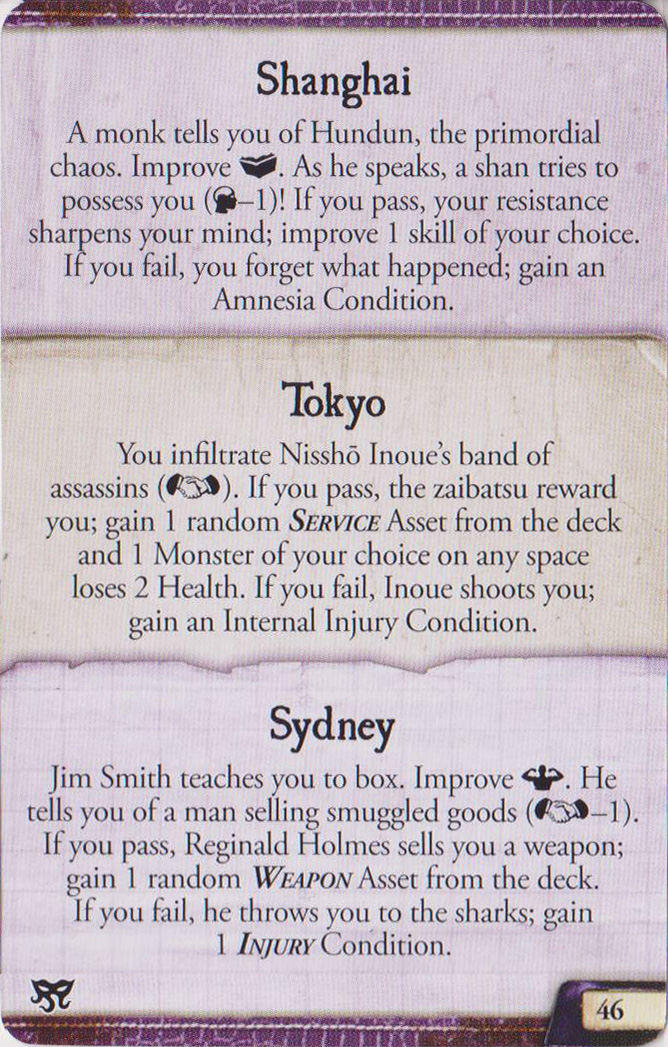 Shanghai
A monk tells you of Hundun, the primordial
chaos. Improve . As he speaks, a shan tries to
possess you (–1)! If you pass, your resistance
sharpens your mind; improve 1 skill of your choice.
If you fail, you forget what happened; gain an
Amnesia Condition.
Tokyo
You infiltrate Nisshō Inoue's band of
assassins (). If you pass, the zaibatsu reward
you; gain 1 random SERVICE Asset from the deck
and 1 Monster of your choice on any space
loses 2 Health. If you fail, Inoue shoots you;
gain an Internal Injury Condition.
Sydney
Jim Smith teaches you to box. Improve . He
tells you of a man selling smuggled goods (–1).
If you pass, Reginald Holmes sells you a weapon;
gain 1 random WEAPON Asset from the deck.
If you fail, he throws you to the sharks; gain
1 INJURY Condition.
46